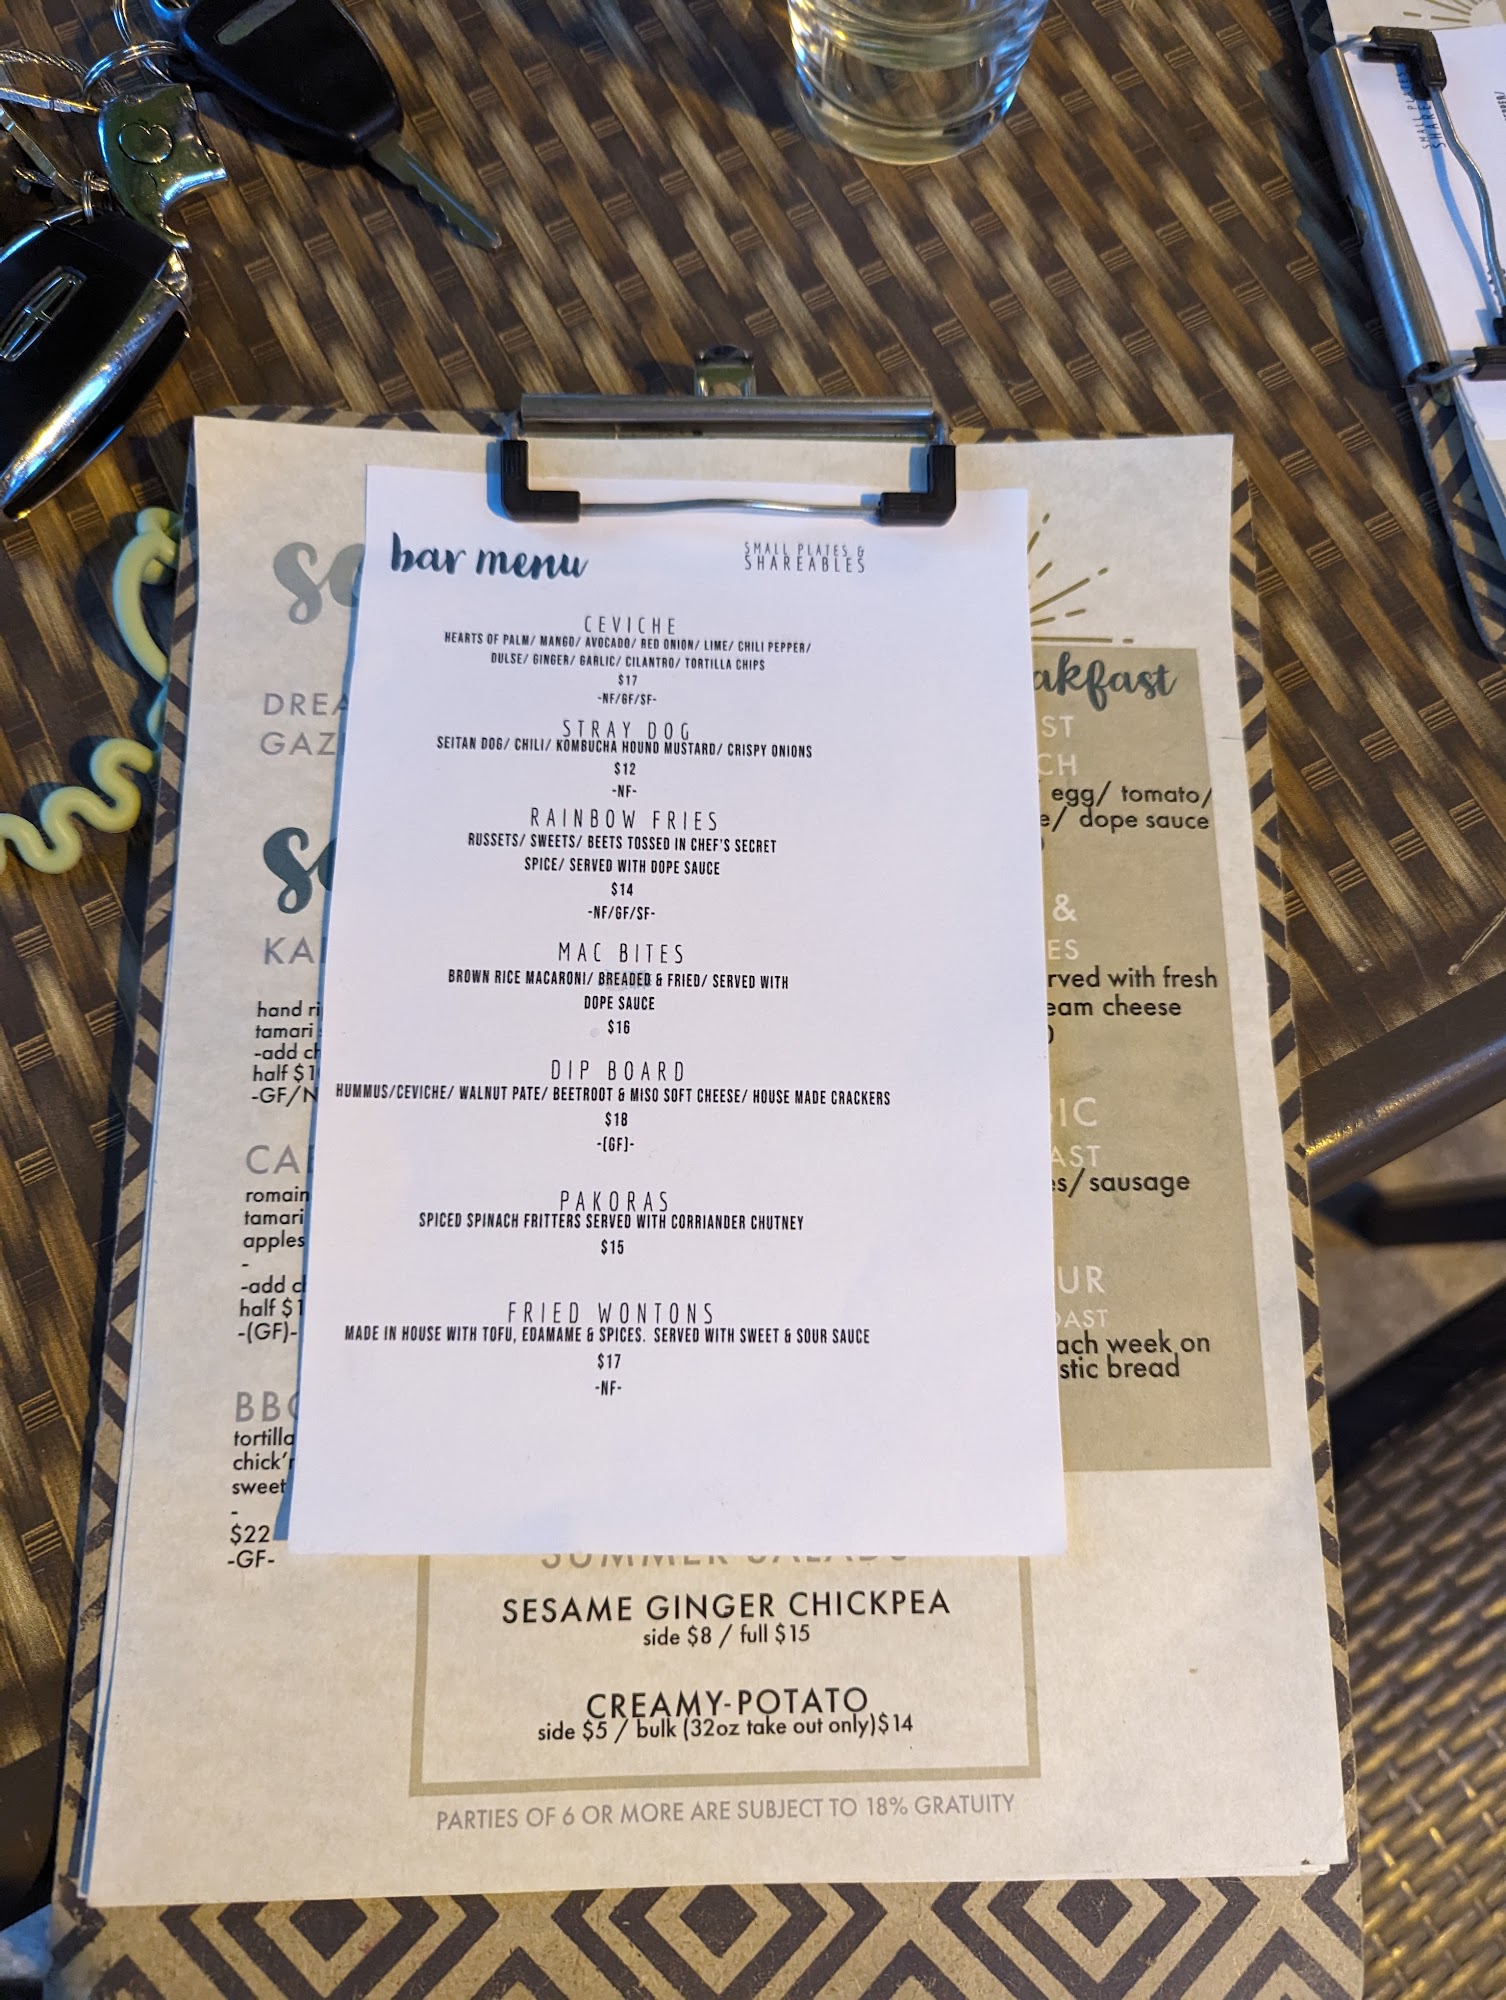 bar menu
SMALL PLATES &
SHAREABLES
CEVICHE
HEARTS OF PALM/ MANGO/ AVOCADO/ RED ONION/ LIME/ CHILI PEPPER/
DULSE/ GINGER/ GARLIC/ CILANTRO/ TORTILLA CHIPS
$17
-NF/GF/SF-
STRAY DOG
SEITAN DOG/ CHILI/ KOMBUCHA HOUND MUSTARD/ CRISPY ONIONS
$12
-NF-
RAINBOW FRIES
RUSSETS/ SWEETS/ BEETS TOSSED IN CHEF'S SECRET
SPICE/ SERVED WITH DOPE SAUCE
$14
-NF/GF/SF-
MAC BITES
BROWN RICE MACARONI/ BREADED & FRIED/ SERVED WITH
DOPE SAUCE
$16
DIP BOARD
HUMMUS/CEVICHE/ WALNUT PATE/ BEETROOT & MISO SOFT CHEESE/ HOUSE MADE CRACKERS
$18
-(GF)-
PAKORAS
SPICED SPINACH FRITTERS SERVED WITH CORRIANDER CHUTNEY
$15
FRIED WONTONS
MADE IN HOUSE WITH TOFU, EDAMAME & SPICES. SERVED WITH SWEET & SOUR SAUCE
$17
-NF-
DREA
GAZ
KA
hand ri
tamari
-add ch
half $1
-GF/N
CAE
romain
tamari
apples
-
-add ch
half $1
-(GF)-
BBQ
tortilla
chick'n
sweet
-
$22
-GF-
akfast
ST
CH
egg/ tomato/
e/ dope sauce
&
ES
rved with fresh
eam cheese
IC
AST
es/ sausage
UR
OAST
ach week on
stic bread
SUMMER SALADS
SESAME GINGER CHICKPEA
side $8 / full $15
CREAMY-POTATO
side $5 / bulk (32oz take out only)$14
PARTIES OF 6 OR MORE ARE SUBJECT TO 18% GRATUITY
SMALL PLATES
SHARE